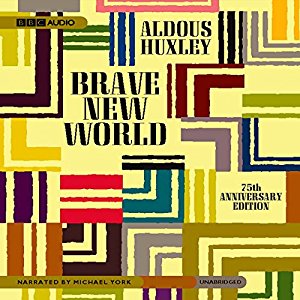 BBC AUDIO
ALDOUS
HUXLEY
BRAVE
NEW
WORLD
75th
ANNIVERSARY
EDITION
NARRATED BY MICHAEL YORK
UNABRIDGED